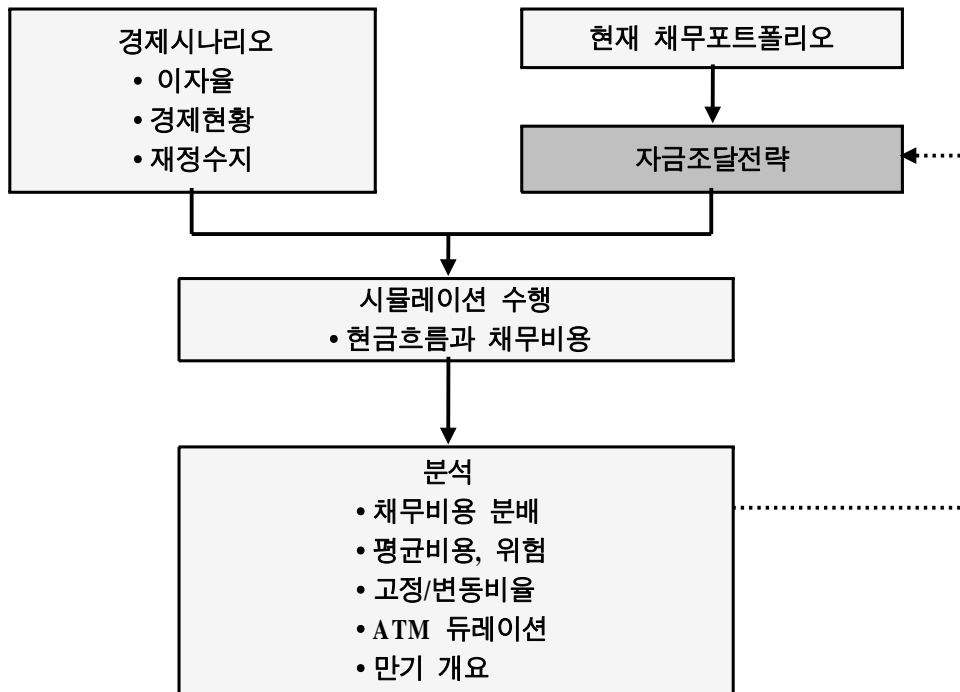 경제시나리오
• 이자율
• 경제현황
• 재정수지
현재 채무포트폴리오
자금조달전략
시뮬레이션 수행
• 현금흐름과 채무비용
분석
• 채무비용 분배
• 평균비용, 위험
• 고정/변동비율
• ATM 듀레이션
• 만기 개요